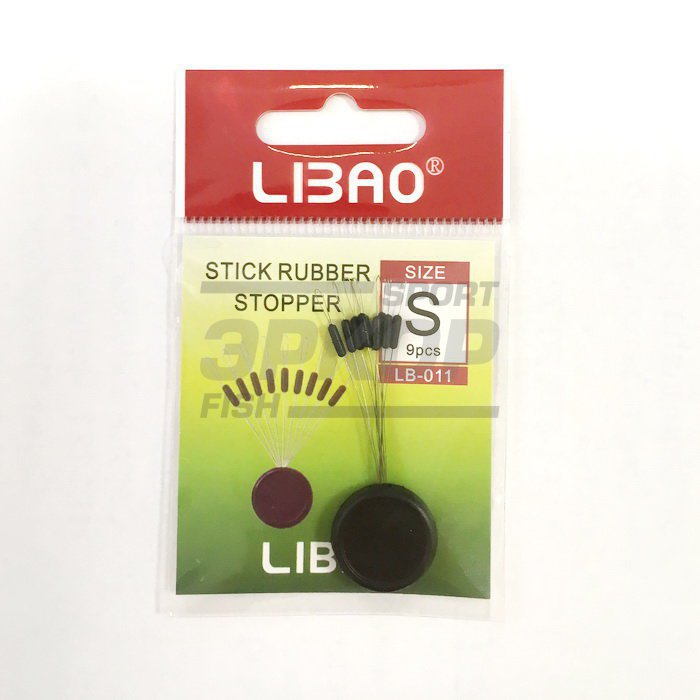 LIBAO®
STICK RUBBER
STOPPER
SIZE
S
9pcs
LB-011
SPORT
FISH
LIB